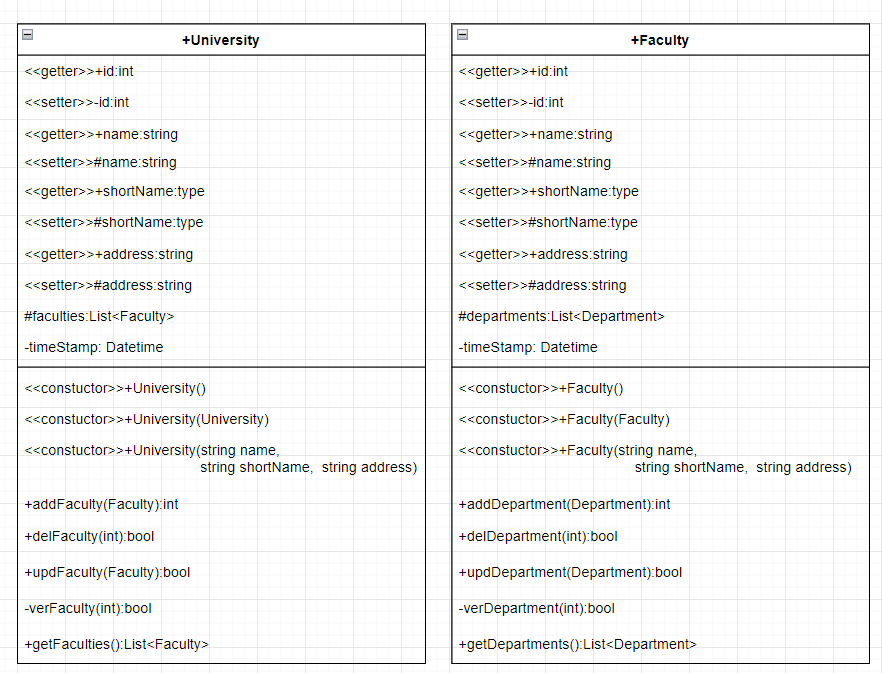 +University
<<getter>>+id:int
<<setter>>-id:int
<<getter>>+name:string
<<setter>>#name:string
<<getter>>+shortName:type
<<setter>>#shortName:type
<<getter>>+address:string
<<setter>>#address:string
#faculties:List<Faculty>
-timeStamp: Datetime
<<constuctor>>+University()
<<constuctor>>+University(University)
<<constuctor>>+University(string name,
string shortName, string address)
+addFaculty(Faculty):int
+delFaculty(int):bool
+updFaculty(Faculty):bool
-verFaculty(int):bool
+getFaculties():List<Faculty>
+Faculty
<<getter>>+id:int
<<setter>>-id:int
<<getter>>+name:string
<<setter>>#name:string
<<getter>>+shortName:type
<<setter>>#shortName:type
<<getter>>+address:string
<<setter>>#address:string
#departments:List<Department>
-timeStamp: Datetime
<<constuctor>>+Faculty()
<<constuctor>>+Faculty(Faculty)
<<constuctor>>+Faculty(string name,
string shortName, string address)
+addDepartment(Department):int
+delDepartment(int):bool
+updDepartment(Department):bool
-verDepartment(int):bool
+getDepartments():List<Department>